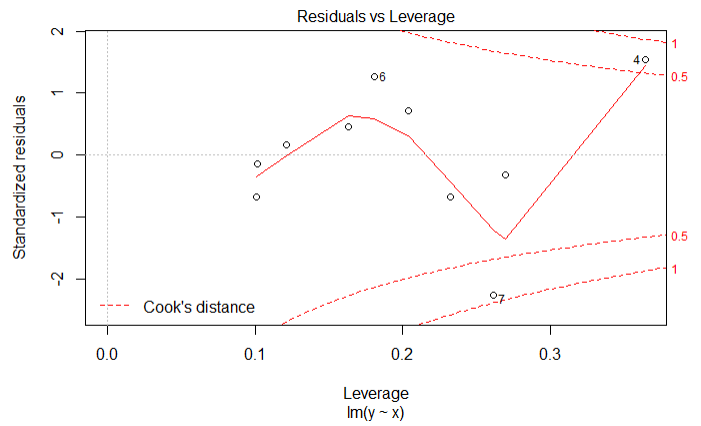 Residuals vs Leverage
Standardized residuals
2
1
0
-1
-2
6
4
7
1
0.5
0.5
1
Cook's distance
0.0 0.1 0.2 0.3
Leverage
lm(y ~ x)